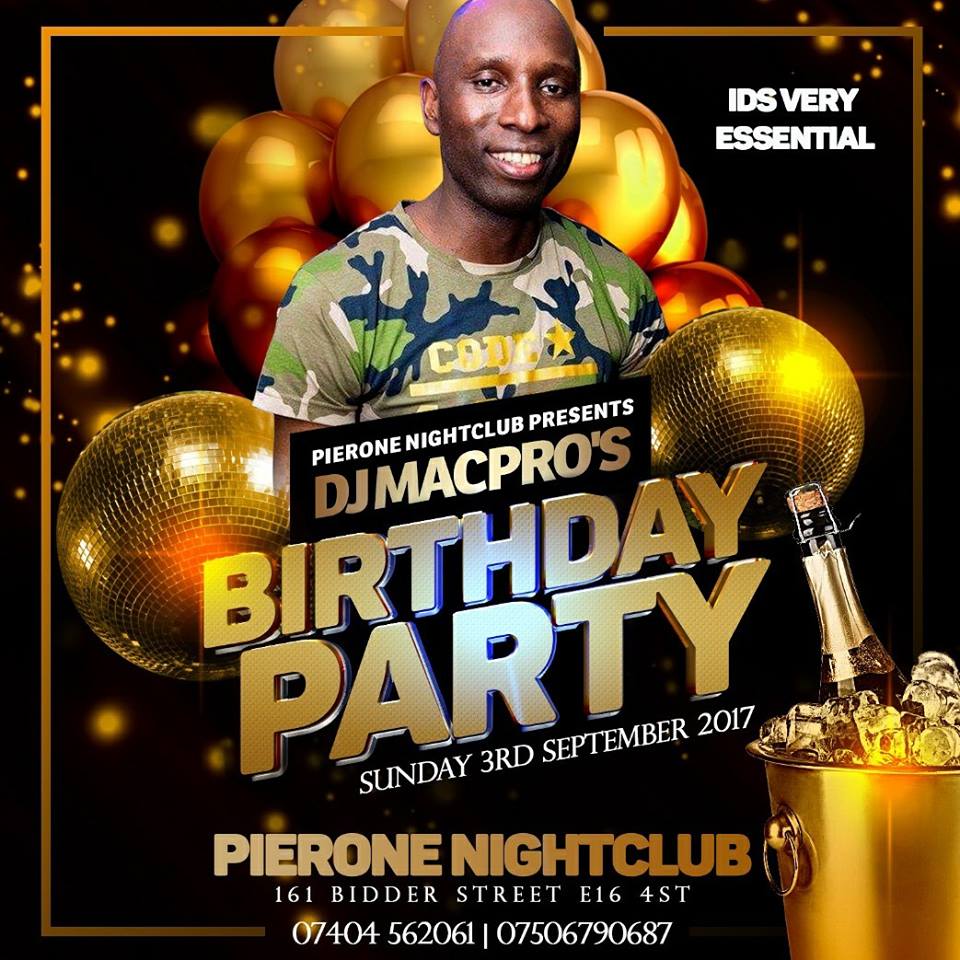 IDS VERY
ESSENTIAL
CODE
PIERONE NIGHTCLUB PRESENTS
DJ MACPRO'S
BIRTHDAY
PARTY
SUNDAY 3RD SEPTEMBER 2017
PIERONE NIGHTCLUB
161 BIDDER STREET E16 4ST
07404 562061 | 07506790687